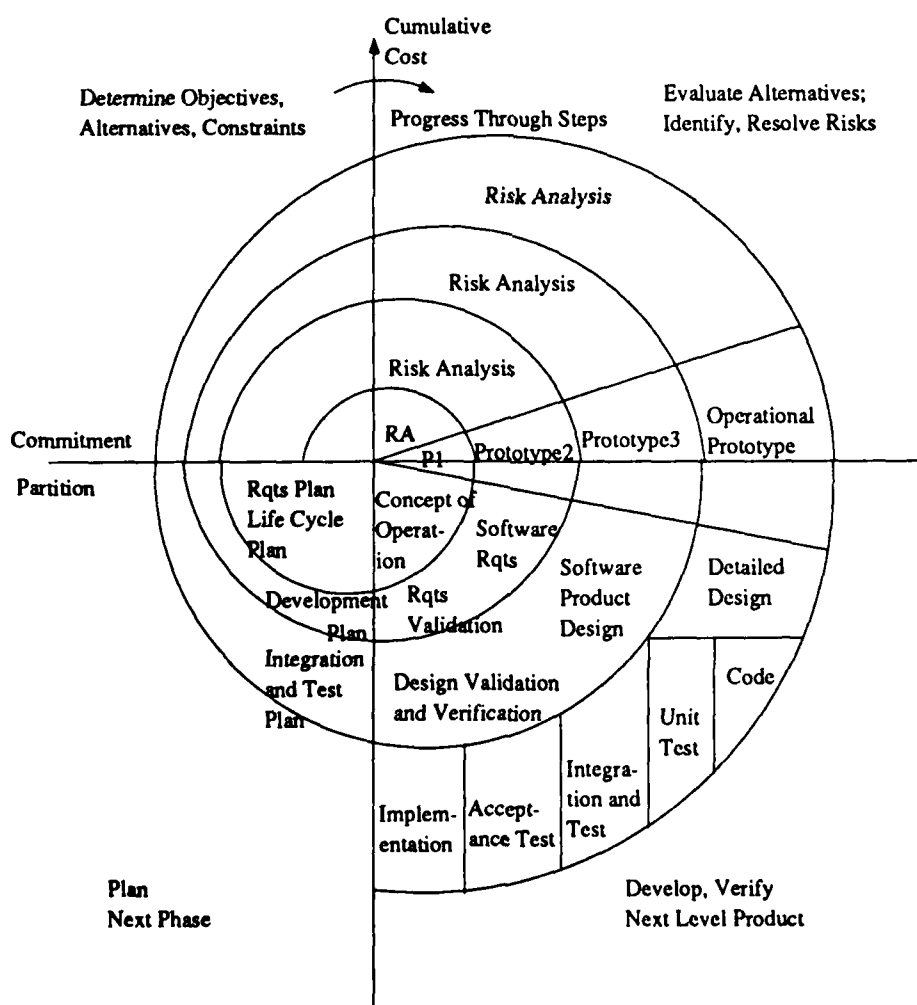 Cumulative
Cost
Determine Objectives,
Alternatives, Constraints
Progress Through Steps
Evaluate Alternatives;
Identify, Resolve Risks
Risk Analysis
Risk Analysis
Risk Analysis
RA
P1
Prototype2
Prototype3
Operational
Prototype
Commitment
Partition
Rqts Plan
Life Cycle
Plan
Concept of
Operat-
ion
Software
Rqts
Software
Product
Design
Detailed
Design
Development
Plan
Rqts
Validation
Integration
and Test
Plan
Design Validation
and Verification
Code
Unit
Test
Integra-
tion and
Test
Accept-
ance Test
Implem-
entation
Plan
Next Phase
Develop, Verify
Next Level Product